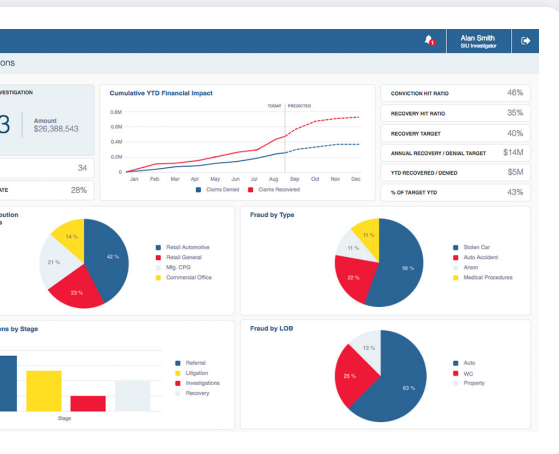 Alan Smith
SIU Investigator
ons
VESTIGATION
3
Amount
$26,388,543
34
ATE
28%
Cumulative YTD Financial Impact
TODAY
PREDICTED
0.8M
0.6M
0.4M
0.2M
0
Jan
Feb
Mar
Apr
May
Jun
Jul
Aug
Sep
Oct
Nov
Dec
Claims Denied
Claims Recovered
CONVICTION HIT RATIO
46%
RECOVERY HIT RATIO
35%
RECOVERY TARGET
40%
ANNUAL RECOVERY / DENIAL TARGET
$14M
YTD RECOVERED / DENIED
$5M
% OF TARGET YTD
43%
bution
s
14 %
42 %
21 %
23 %
Retail Automotive
Retail General
Mfg. CPG
Commercial Office
Fraud by Type
11 %
11 %
56 %
22 %
Stolen Car
Auto Accident
Arson
Medical Procedures
ns by Stage
Referral
Litigation
Investigations
Recovery
Stage
Fraud by LOB
13 %
25 %
63 %
Auto
WC
Property